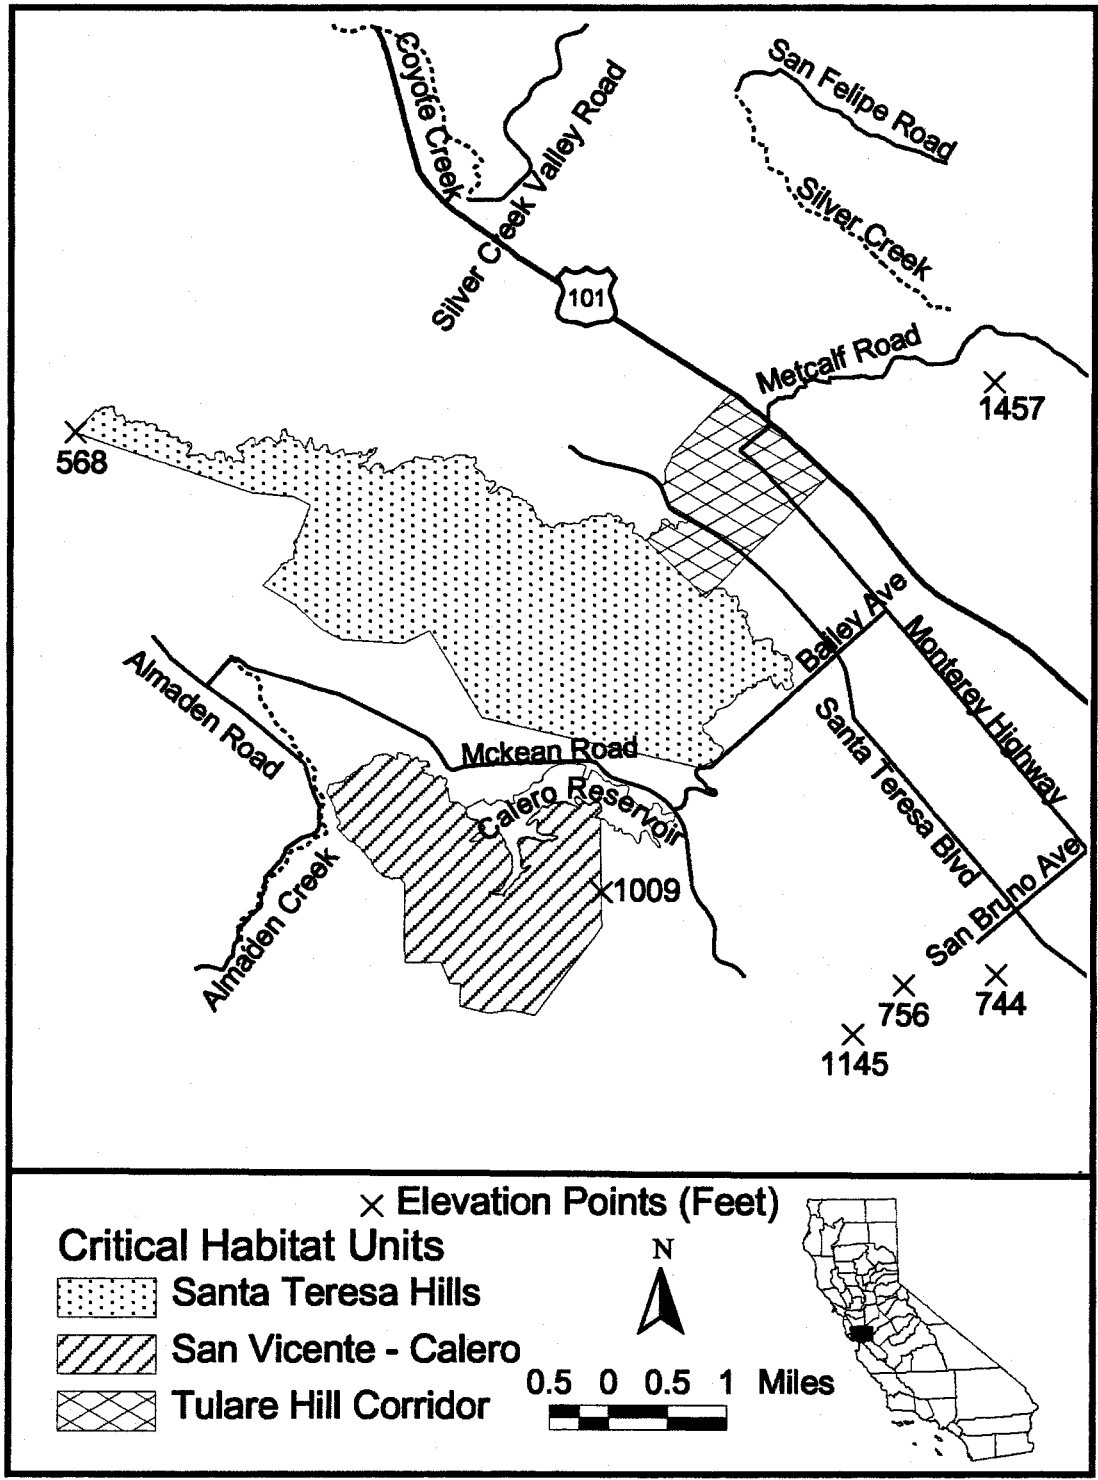 Coyote Creek
Silver Creek Valley Road
San Felipe Road
Silver Creek
101
Metcalf Road
1457
568
Bailey Ave
Monterey Highway
Almaden Road
Mckean Road
Santa Teresa Blvd
Calero Reservoir
San Bruno Ave
1009
Almaden Creek
756
744
1145
Elevation Points (Feet)
Critical Habitat Units
N
Santa Teresa Hills
San Vicente - Calero
0.5 0 0.5 1 Miles
Tulare Hill Corridor